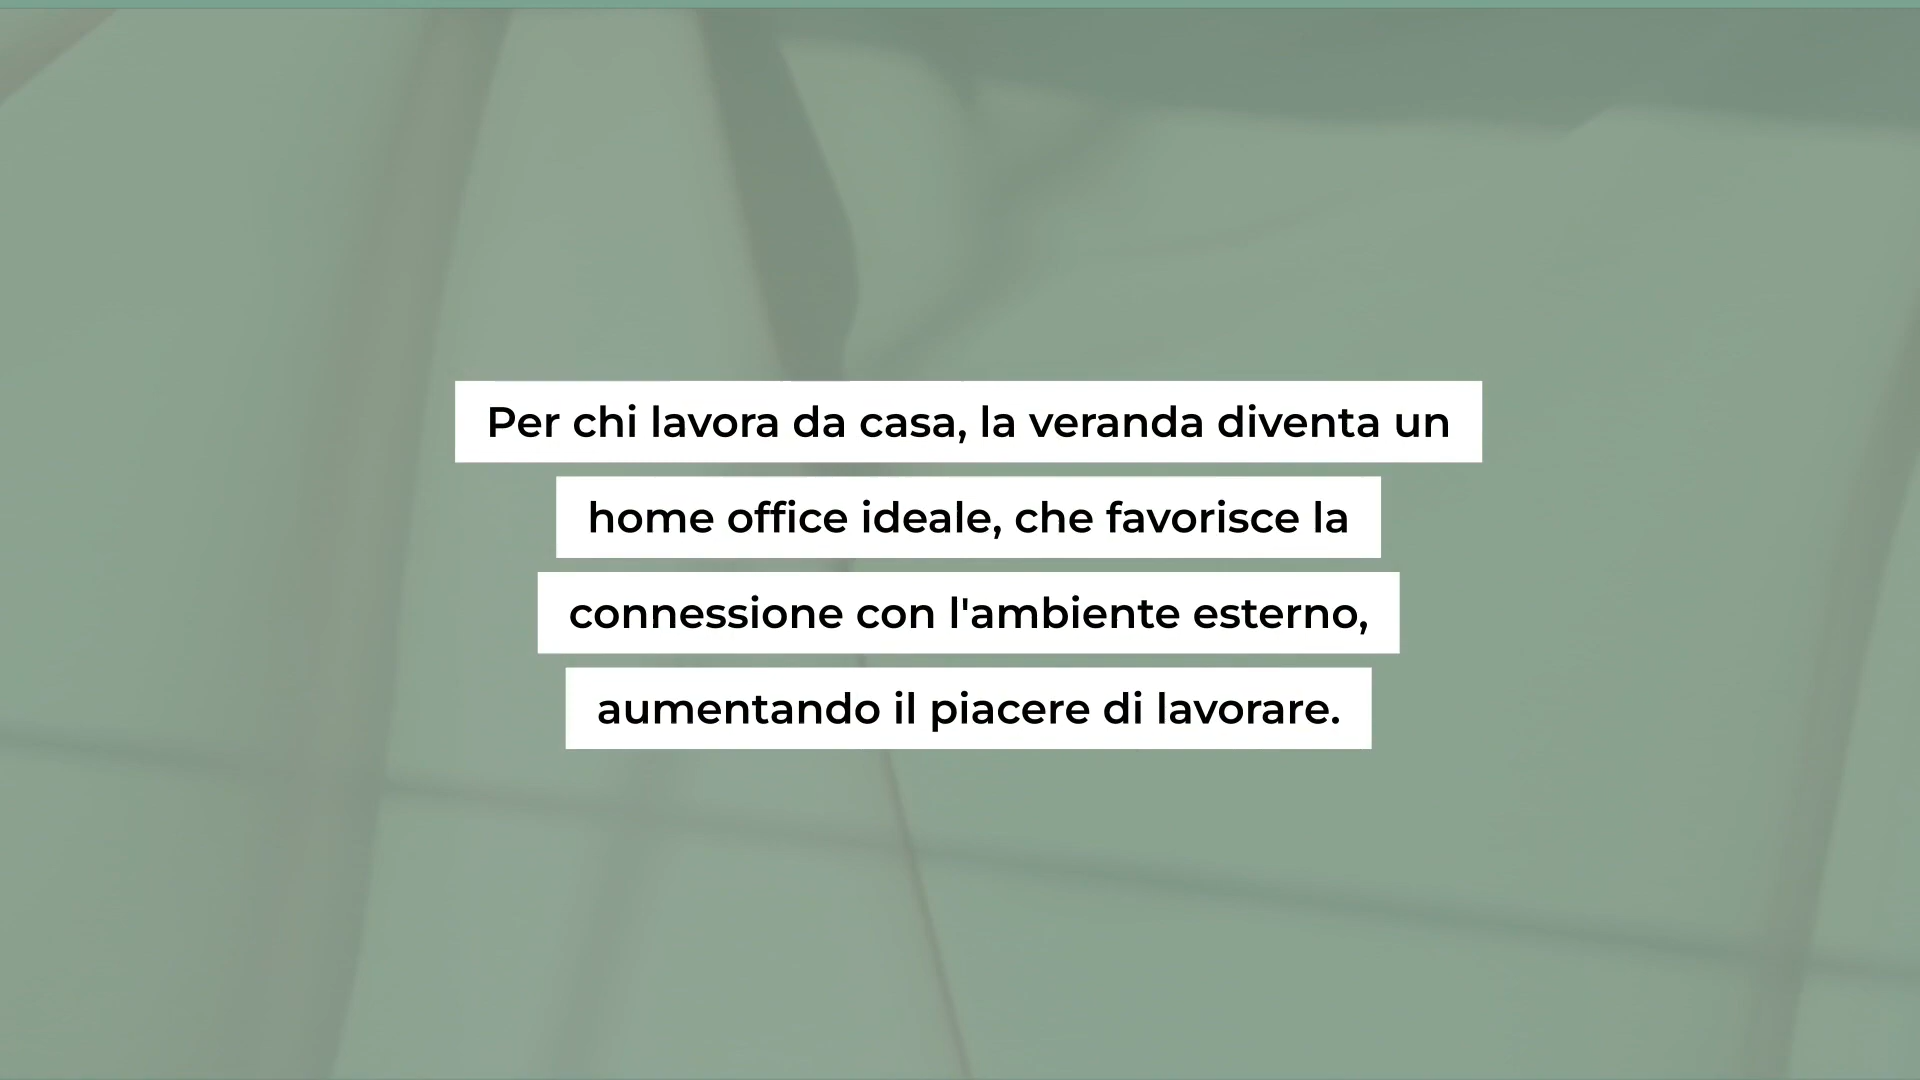 Per chi lavora da casa, la veranda diventa un
home office ideale, che favorisce la
connessione con l'ambiente esterno,
aumentando il piacere di lavorare.